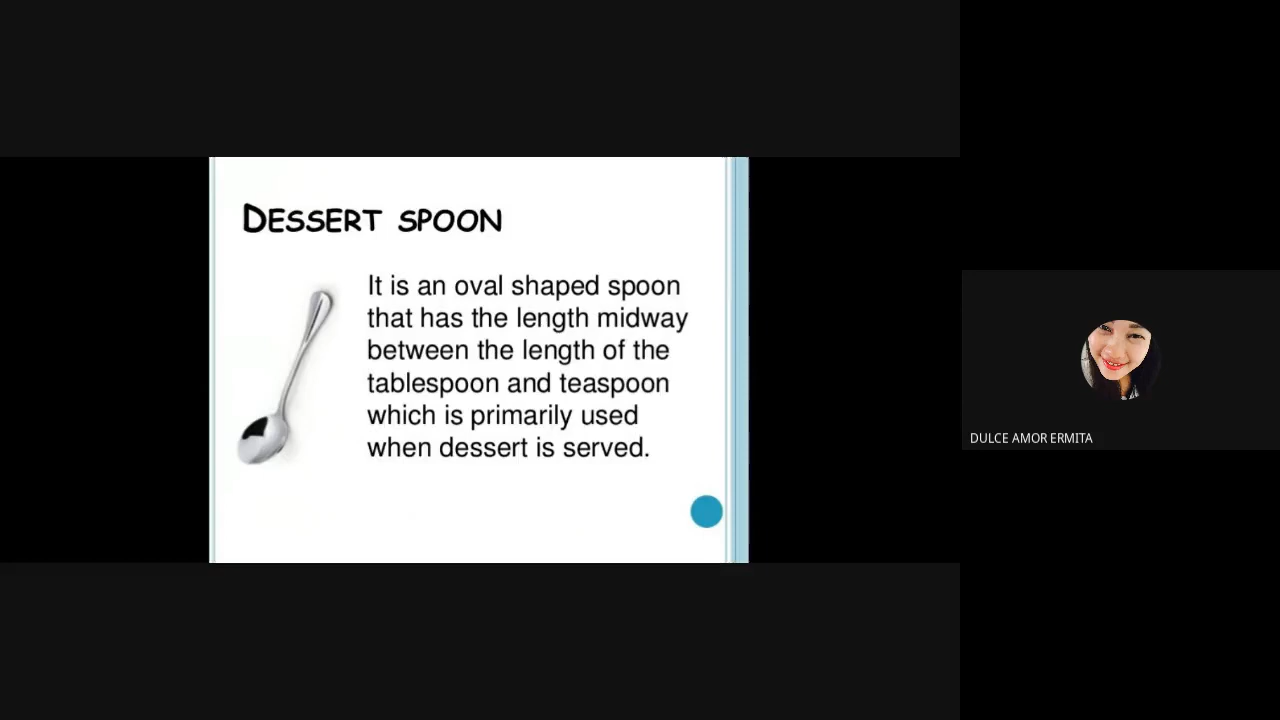 DESSERT SPOON
It is an oval shaped spoon
that has the length midway
between the length of the
tablespoon and teaspoon
which is primarily used
when dessert is served.
DULCE AMOR ERMITA